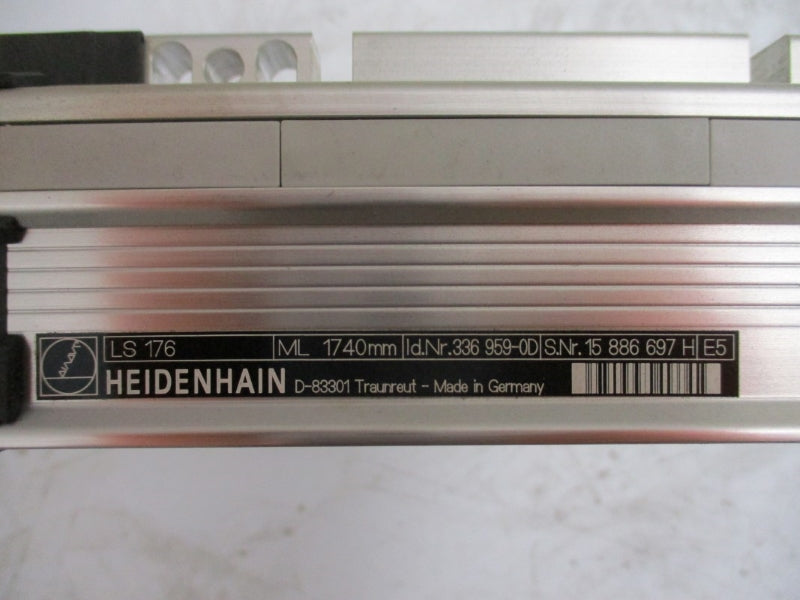 LS 176 ML 1740mm Id.Nr.336 959-0D S.Nr. 15 886 697 H E5
HEIDENHAIN D-83301 Traunreut - Made in Germany